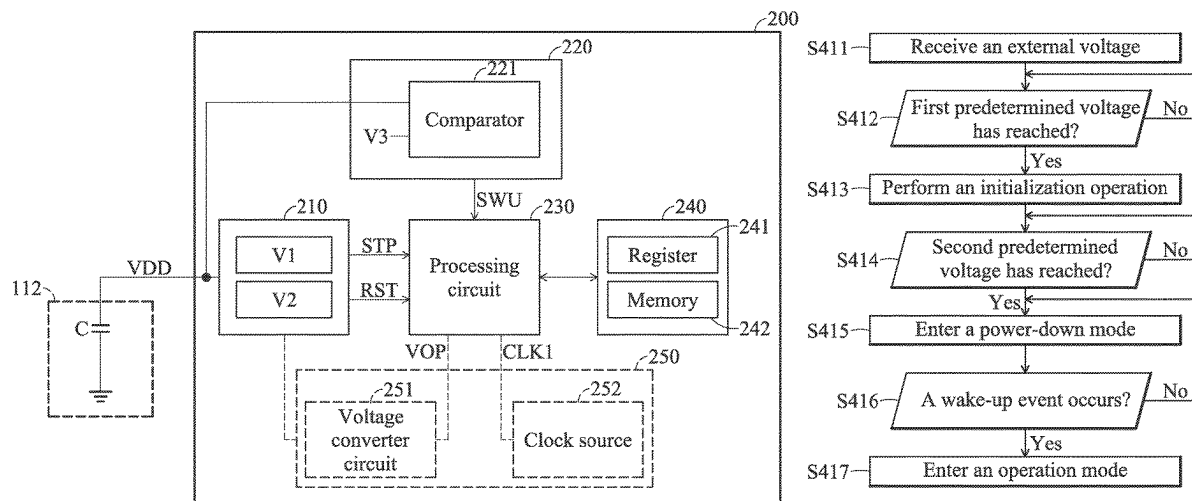 200
220
221
Comparator
V3
SWU
210
230
240
241
V1
STP
Processing
circuit
Register
VDD
V2
RST
Memory
242
112
C
VOP
CLK1
250
251
252
Voltage
converter
circuit
Clock source
S411
Receive an external voltage
S412
First predetermined voltage
has reached?
No
Yes
S413
Perform an initialization operation
S414
Second predetermined
voltage has reached?
No
Yes
S415
Enter a power-down mode
S416
A wake-up event occurs?
No
Yes
S417
Enter an operation mode